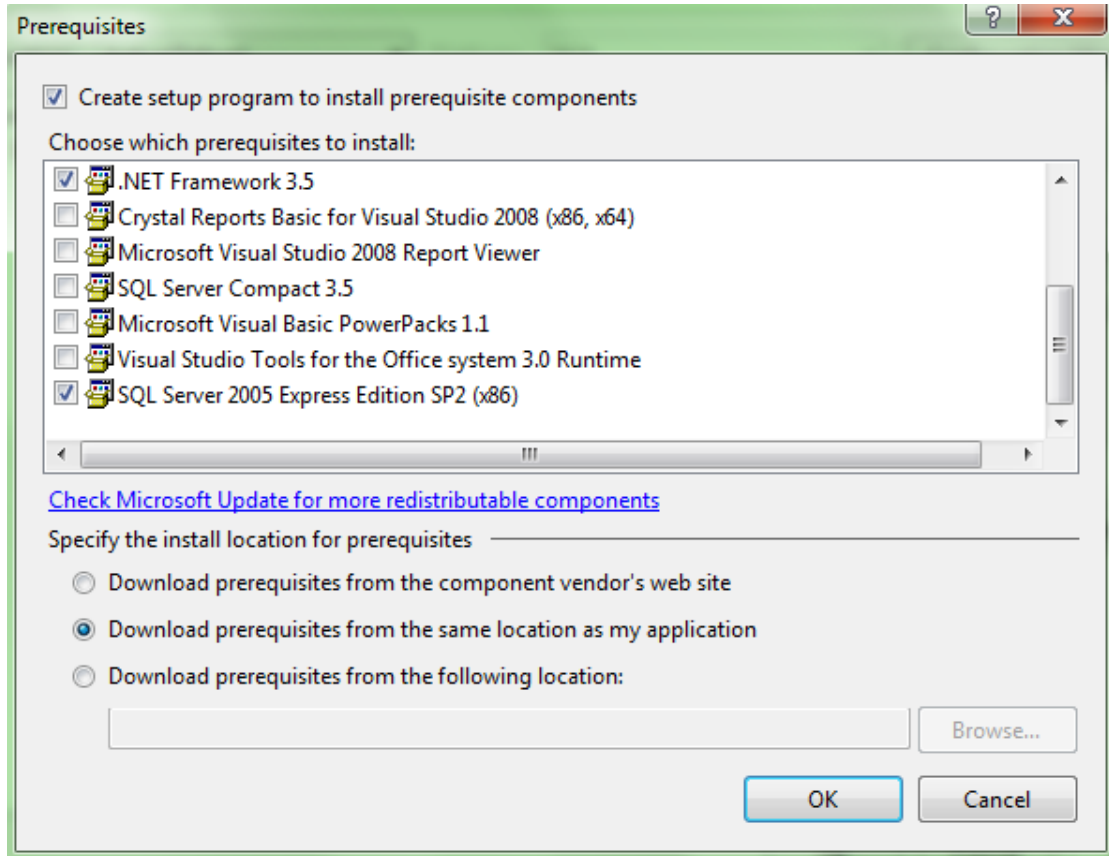 Prerequisites
Create setup program to install prerequisite components
Choose which prerequisites to install:
.NET Framework 3.5
Crystal Reports Basic for Visual Studio 2008 (x86, x64)
Microsoft Visual Studio 2008 Report Viewer
SQL Server Compact 3.5
Microsoft Visual Basic PowerPacks 1.1
Visual Studio Tools for the Office system 3.0 Runtime
SQL Server 2005 Express Edition SP2 (x86)
Check Microsoft Update for more redistributable components
Specify the install location for prerequisites
Download prerequisites from the component vendor's web site
Download prerequisites from the same location as my application
Download prerequisites from the following location:
Browse...
OK Cancel